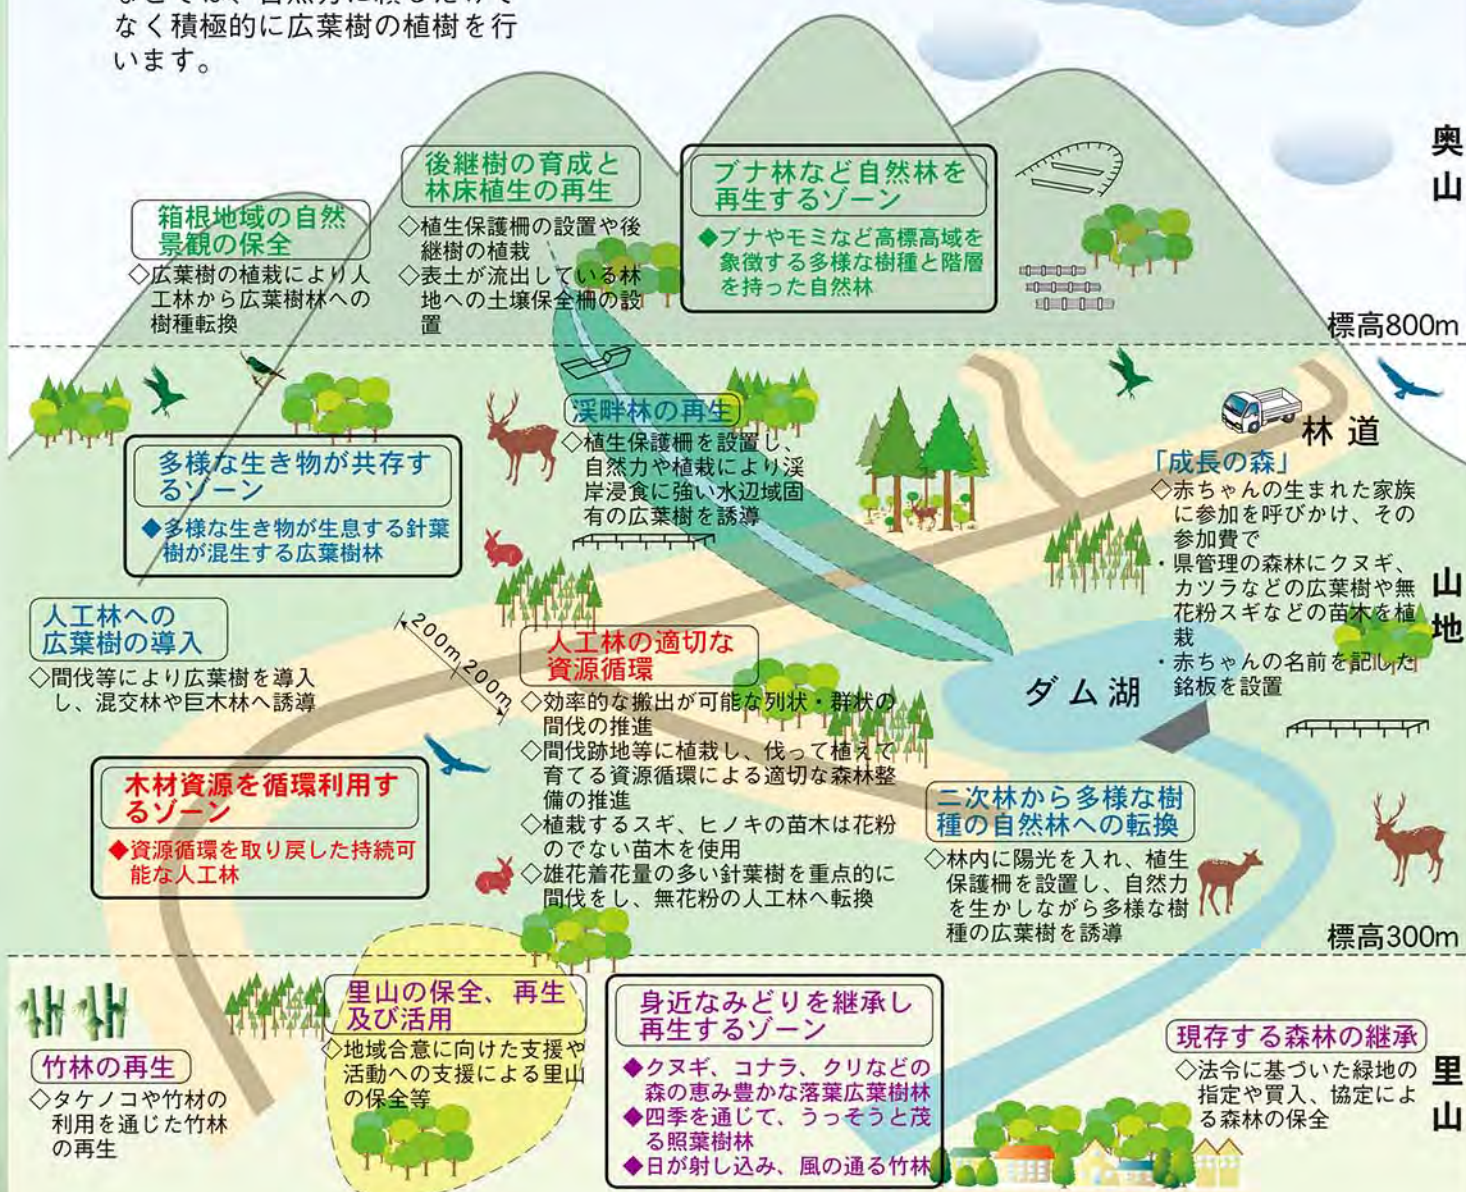 なく積極的に広葉樹の植樹を行
います。
奥
山
後継樹の育成と
林床植生の再生
◇植生保護柵の設置や後
継樹の植栽
◇表土が流出している林
地への土壌保全柵の設
置
ブナ林など自然林を
再生するゾーン
◆ブナやモミなど高標高域を
象徴する多様な樹種と階層
を持った自然林
箱根地域の自然
景観の保全
◇広葉樹の植栽により人
工林から広葉樹林への
樹種転換
標高800m
渓畔林の再生
◇植生保護柵を設置し、
自然力や植栽により渓
岸浸食に強い水辺域固
有の広葉樹を誘導
林道
多様な生き物が共存す
るゾーン
◆多様な生き物が生息する針葉
樹が混生する広葉樹林
「成長の森」
◇赤ちゃんの生まれた家族
に参加を呼びかけ、その
参加費で
・県管理の森林にクヌギ、
カツラなどの広葉樹や無
花粉スギなどの苗木を植
栽
・赤ちゃんの名前を記した
銘板を設置
山
地
人工林への
広葉樹の導入
◇間伐等により広葉樹を導入
し、混交林や巨木林へ誘導
200m
200m
人工林の適切な
資源循環
◇効率的な搬出が可能な列状・群状の
間伐の推進
◇間伐跡地等に植栽し、伐って植えて
育てる資源循環による適切な森林整
備の推進
◇植栽するスギ、ヒノキの苗木は花粉
のでない苗木を使用
◇雄花着花量の多い針葉樹を重点的に
間伐をし、無花粉の人工林へ転換
ダム湖
木材資源を循環利用す
るゾーン
◆資源循環を取り戻した持続可
能な人工林
二次林から多様な樹
種の自然林への転換
◇林内に陽光を入れ、植生
保護柵を設置し、自然力
を生かしながら多様な樹
種の広葉樹を誘導
標高300m
竹林の再生
◇タケノコや竹材の
利用を通じた竹林
の再生
里山の保全、再生
及び活用
◇地域合意に向けた支援や
活動への支援による里山
の保全等
身近なみどりを継承し
再生するゾーン
◆クヌギ、コナラ、クリなどの
森の恵み豊かな落葉広葉樹林
◆四季を通じて、うっそうと茂
る照葉樹林
◆日が射し込み、風の通る竹林
現存する森林の継承
◇法令に基づいた緑地の
指定や買入、協定によ
る森林の保全
里
山